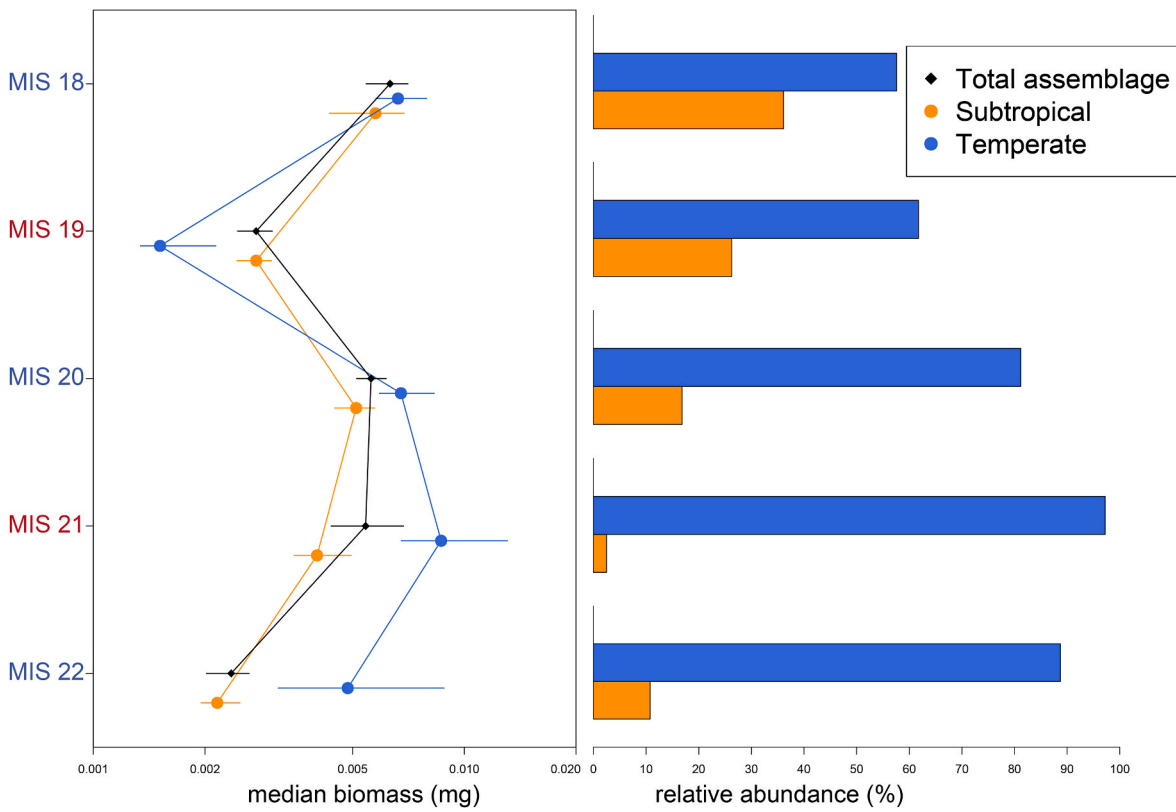 MIS 18
MIS 19
MIS 20
MIS 21
MIS 22
0.001 0.002 0.005 0.010 0.020
median biomass (mg)
Total assemblage
Subtropical
Temperate
0 10 20 30 40 50 60 70 80 90 100
relative abundance (%)